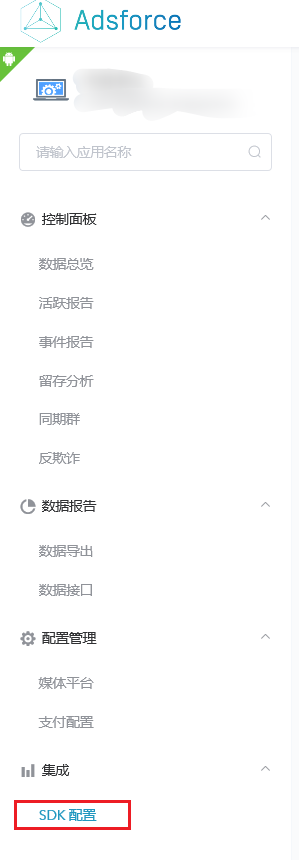 Adsforce
请输入应用名称
控制面板
数据总览
活跃报告
事件报告
留存分析
同期群
反欺诈
数据报告
数据导出
数据接口
配置管理
媒体平台
支付配置
集成
SDK 配置